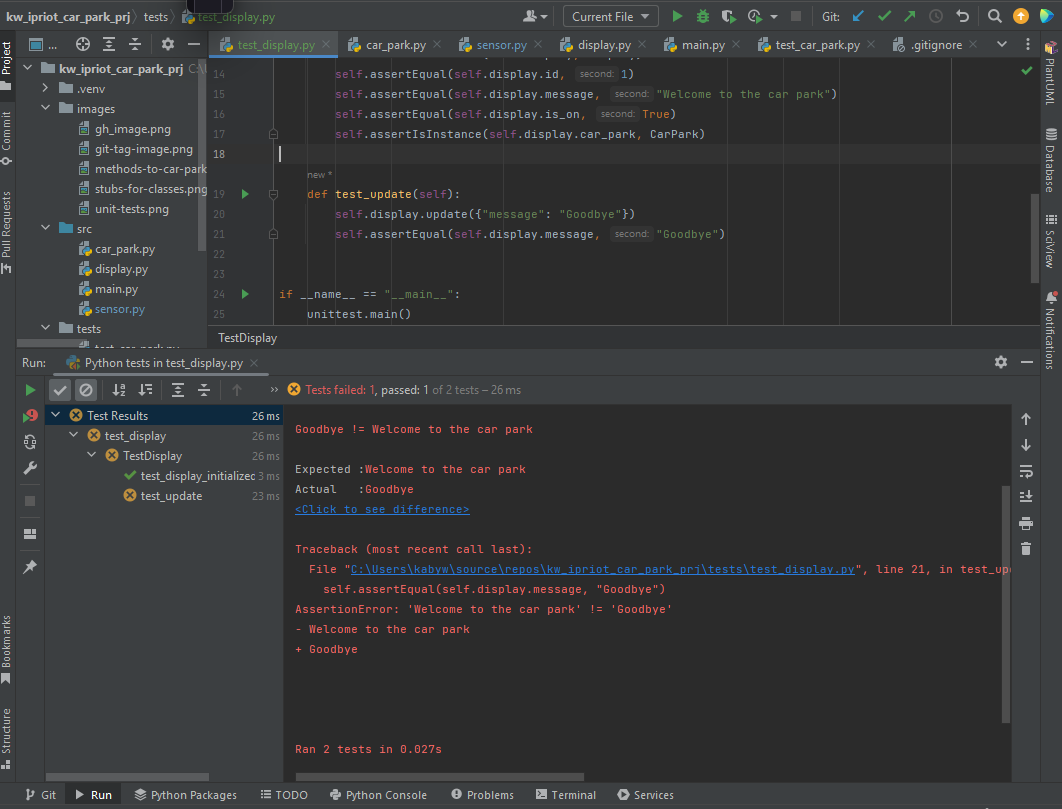 kw_ipriot_car_park_prj › tests › test_display.py
Current File
Git:
Project
Commit
Pull Requests
Bookmarks
Structure
...
kw_ipriot_car_park_prj
.venv
images
gh_image.png
git-tag-image.png
methods-to-car-park
stubs-for-classes.png
unit-tests.png
src
car_park.py
display.py
main.py
sensor.py
tests
test_display.py
car_park.py
sensor.py
display.py
main.py
test_car_park.py
.gitignore
14 self.assertEqual(self.display.id, second: 1)
15 self.assertEqual(self.display.message, second: "Welcome to the car park")
16 self.assertEqual(self.display.is_on, second: True)
17 self.assertIsInstance(self.display.car_park, CarPark)
18
new *
19 def test_update(self):
20 self.display.update({"message": "Goodbye"})
21 self.assertEqual(self.display.message, second: "Goodbye")
22
23
24 if __name__ == "__main__":
25 unittest.main()
TestDisplay
PlantUML
Database
SciView
Notifications
Run:
Python tests in test_display.py
» Tests failed: 1, passed: 1 of 2 tests – 26 ms
Test Results 26 ms
test_display 26 ms
TestDisplay 26 ms
test_display_initialized 3 ms
test_update 23 ms
Goodbye != Welcome to the car park
Expected :Welcome to the car park
Actual :Goodbye
<Click to see difference>
Traceback (most recent call last):
File "C:\Users\kabyw\source\repos\kw_ipriot_car_park_prj\tests\test_display.py", line 21, in test_up
self.assertEqual(self.display.message, "Goodbye")
AssertionError: 'Welcome to the car park' != 'Goodbye'
- Welcome to the car park
+ Goodbye
Ran 2 tests in 0.027s
Git
Run
Python Packages
TODO
Python Console
Problems
Terminal
Services